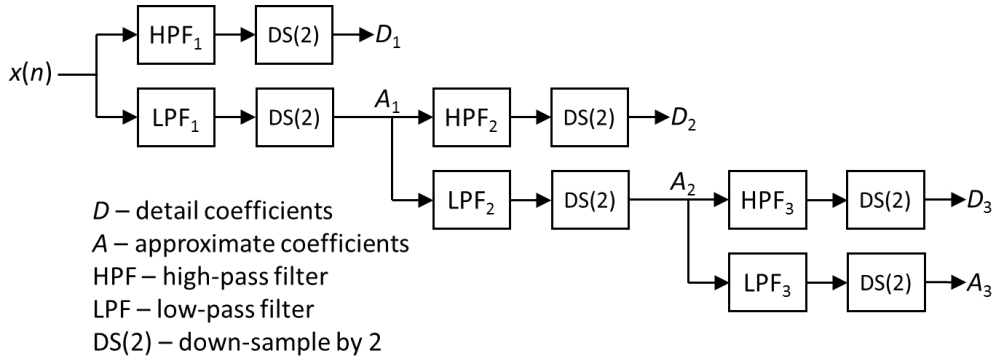 HPF₁ DS(2) D₁
x(n)
LPF₁ DS(2) A₁ HPF₂ DS(2) D₂
LPF₂ DS(2) A₂ HPF₃ DS(2) D₃
D – detail coefficients
A – approximate coefficients
HPF – high-pass filter
LPF₃ DS(2) A₃
LPF – low-pass filter
DS(2) – down-sample by 2